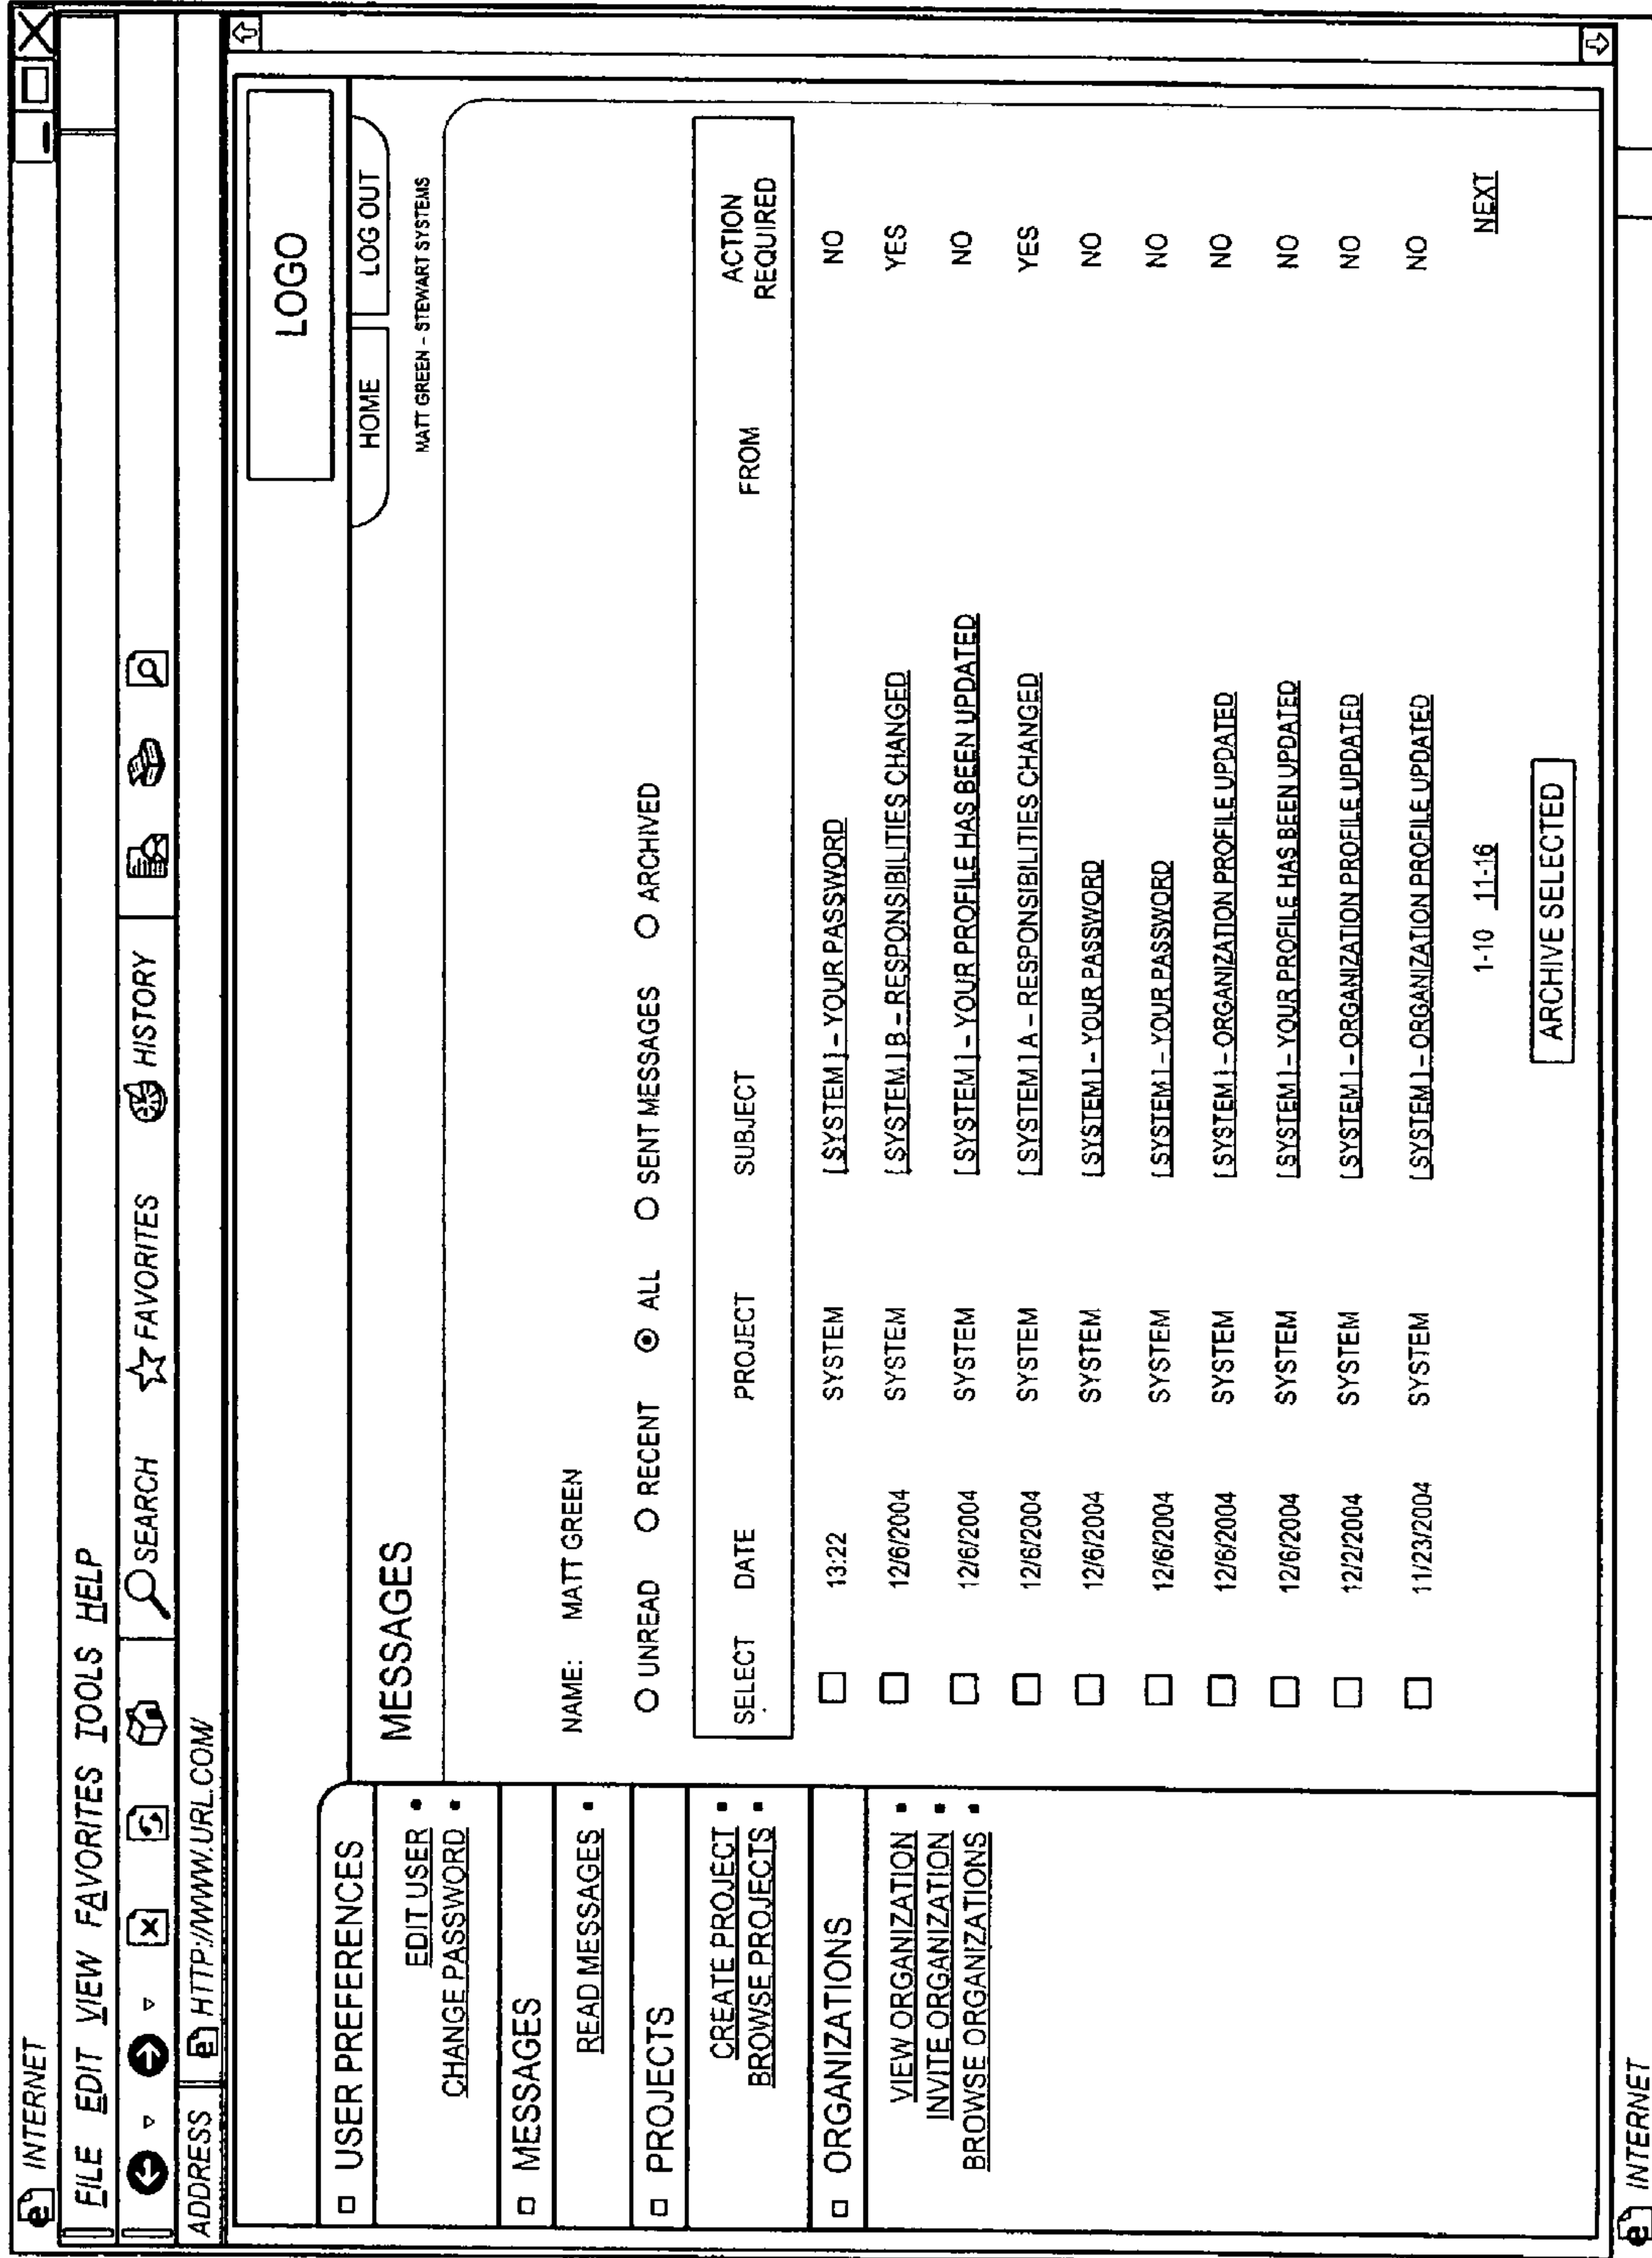 INTERNET
FILE EDIT VIEW FAVORITES TOOLS HELP
SEARCH FAVORITES HISTORY
ADDRESS HTTP://WWW.URL.COM/
LOGO
HOME LOG OUT
USER PREFERENCES
EDIT USER
CHANGE PASSWORD
MESSAGES
READ MESSAGES
PROJECTS
CREATE PROJECT
BROWSE PROJECTS
ORGANIZATIONS
VIEW ORGANIZATION
INVITE ORGANIZATION
BROWSE ORGANIZATIONS
MESSAGES
MATT GREEN – STEWART SYSTEMS
NAME: MATT GREEN
UNREAD RECENT ALL SENT MESSAGES ARCHIVED
SELECT DATE PROJECT SUBJECT FROM ACTION REQUIRED
13:22 SYSTEM [SYSTEM] – YOUR PASSWORD NO
12/6/2004 SYSTEM [SYSTEM] B – RESPONSIBILITIES CHANGED YES
12/6/2004 SYSTEM [SYSTEM] – YOUR PROFILE HAS BEEN UPDATED NO
12/6/2004 SYSTEM [SYSTEM] A – RESPONSIBILITIES CHANGED YES
12/6/2004 SYSTEM [SYSTEM] – YOUR PASSWORD NO
12/6/2004 SYSTEM [SYSTEM] – YOUR PASSWORD NO
12/6/2004 SYSTEM [SYSTEM] – ORGANIZATION PROFILE UPDATED NO
12/6/2004 SYSTEM [SYSTEM] – YOUR PROFILE HAS BEEN UPDATED NO
12/2/2004 SYSTEM [SYSTEM] – ORGANIZATION PROFILE UPDATED NO
11/23/2004 SYSTEM [SYSTEM] – ORGANIZATION PROFILE UPDATED NO
1-10 11-16 NEXT
ARCHIVE SELECTED
INTERNET